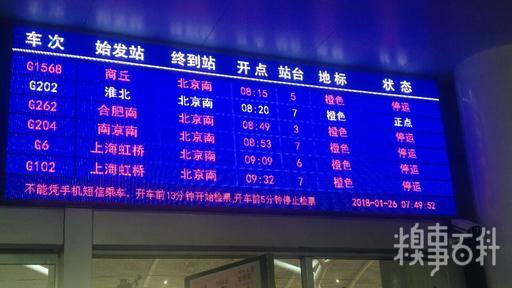 车次 始发站 终到站 开点 站台 地标 状态
G1568 商丘 北京南 08:15 5 橙色 停运
G202 淮北 北京南 08:20 7 橙色 正点
G262 合肥南 北京南 08:49 3 橙色 停运
G204 南京南 北京南 08:53 7 橙色 停运
G6 上海虹桥 北京南 09:09 6 橙色 停运
G102 上海虹桥 北京南 09:32 7 橙色 停运
不能凭手机短信乘车，开车前13分钟开始检票，开车前5分钟停止检票 2018-01-26 07:49:52
糗事百科